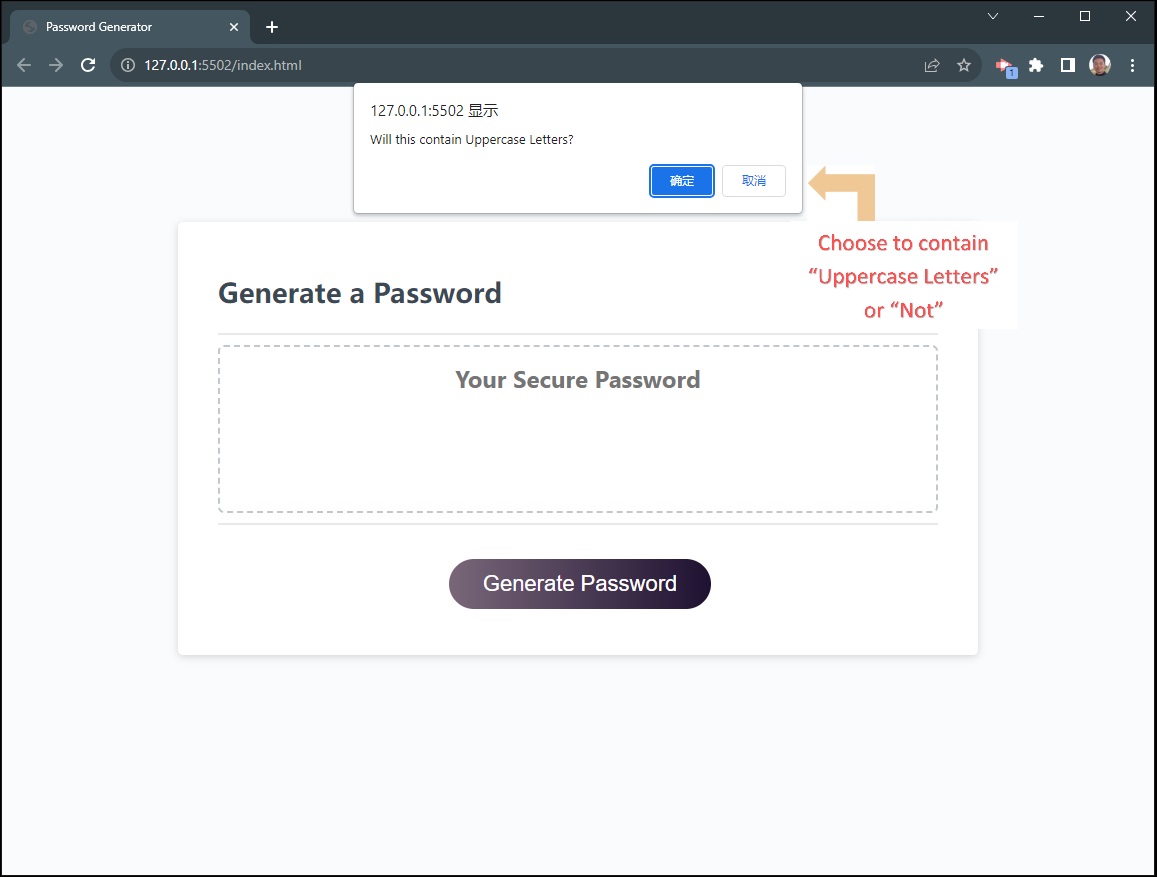 Password Generator
127.0.0.1:5502/index.html
1
127.0.0.1:5502 显示
Will this contain Uppercase Letters?
确定
取消
Choose to contain
“Uppercase Letters”
or “Not”
Generate a Password
Your Secure Password
Generate Password